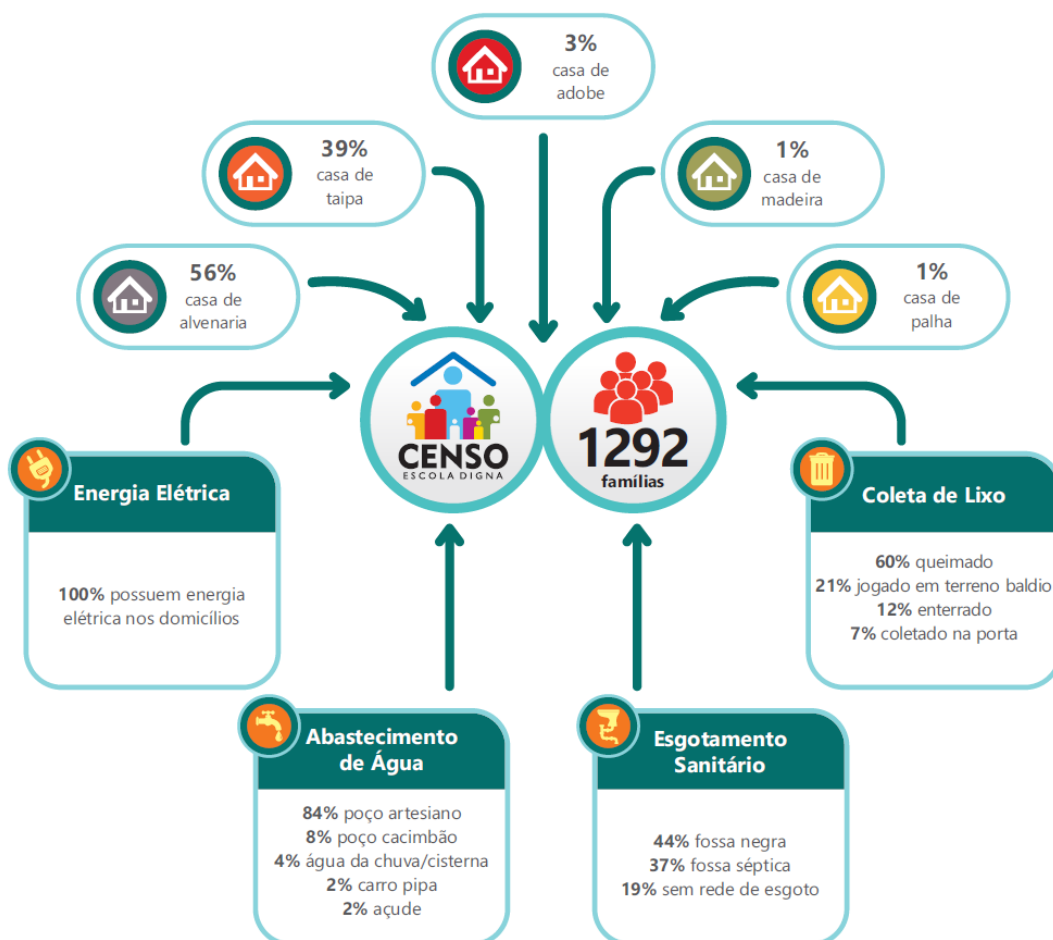 3%
casa de
adobe
39%
casa de
taipa
1%
casa de
madeira
56%
casa de
alvenaria
1%
casa de
palha
CENSO
ESCOLA DIGNA
1292
famílias
Energia Elétrica
100% possuem energia
elétrica nos domicílios
Coleta de Lixo
60% queimado
21% jogado em terreno baldio
12% enterrado
7% coletado na porta
Abastecimento
de Água
84% poço artesiano
8% poço cacimbão
4% água da chuva/cisterna
2% carro pipa
2% açude
Esgotamento
Sanitário
44% fossa negra
37% fossa séptica
19% sem rede de esgoto